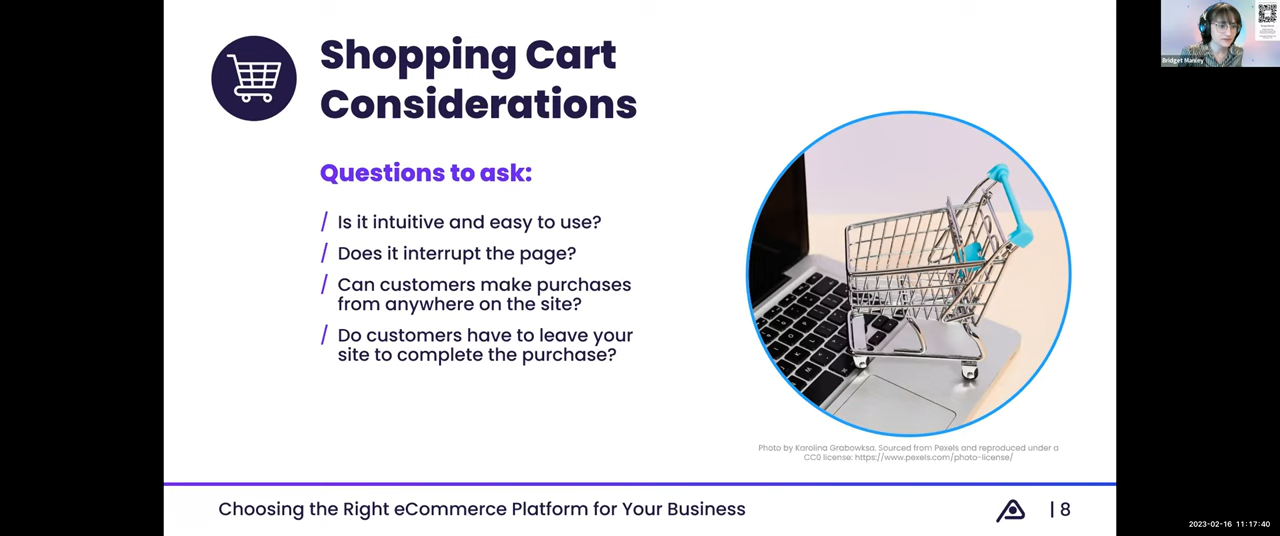 Shopping Cart
Considerations
Questions to ask:
/ Is it intuitive and easy to use?
/ Does it interrupt the page?
/ Can customers make purchases
from anywhere on the site?
/ Do customers have to leave your
site to complete the purchase?
Photo by Karolina Grabowksa. Sourced from Pexels and reproduced under a
CC0 license: https://www.pexels.com/photo-license/
Choosing the Right eCommerce Platform for Your Business
| 8
Bridget Manley
2023-02-16 11:17:40